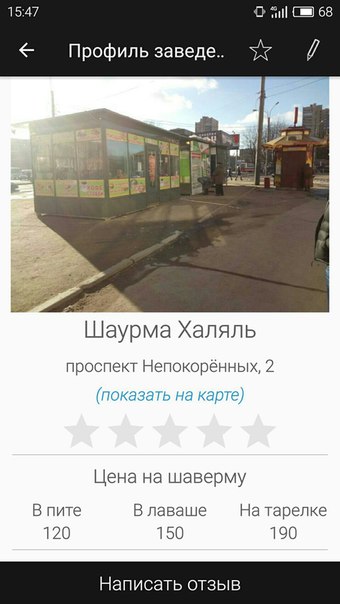 15:47
4G
68
Профиль заведе..
Шаурма Халяль
проспект Непокорённых, 2
(показать на карте)
Цена на шаверму
В пите В лаваше На тарелке
120 150 190
Написать отзыв